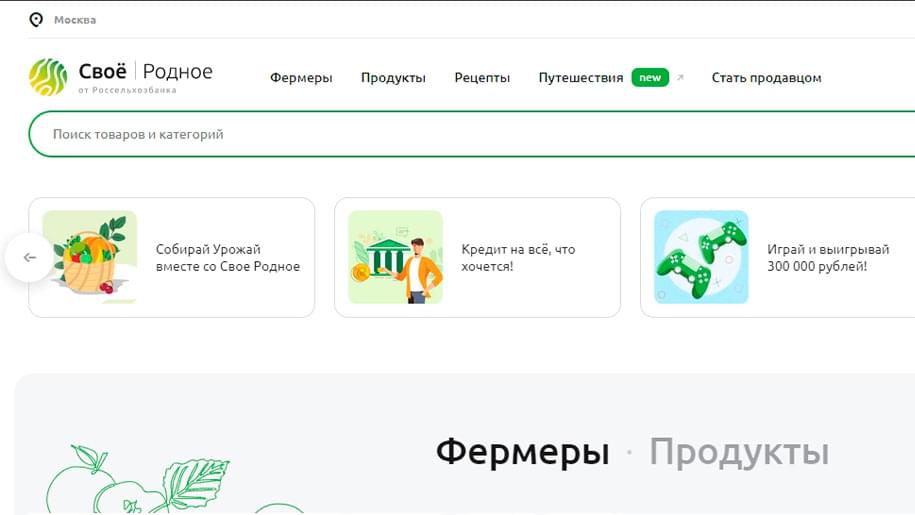 Москва
Своё | Родное
от Россельхозбанка
Фермеры Продукты Рецепты Путешествия new Стать продавцом
Поиск товаров и категорий
Собирай Урожай
вместе со Свое Родное
Кредит на всё, что
хочется!
Играй и выигрывай
300 000 рублей!
Фермеры · Продукты